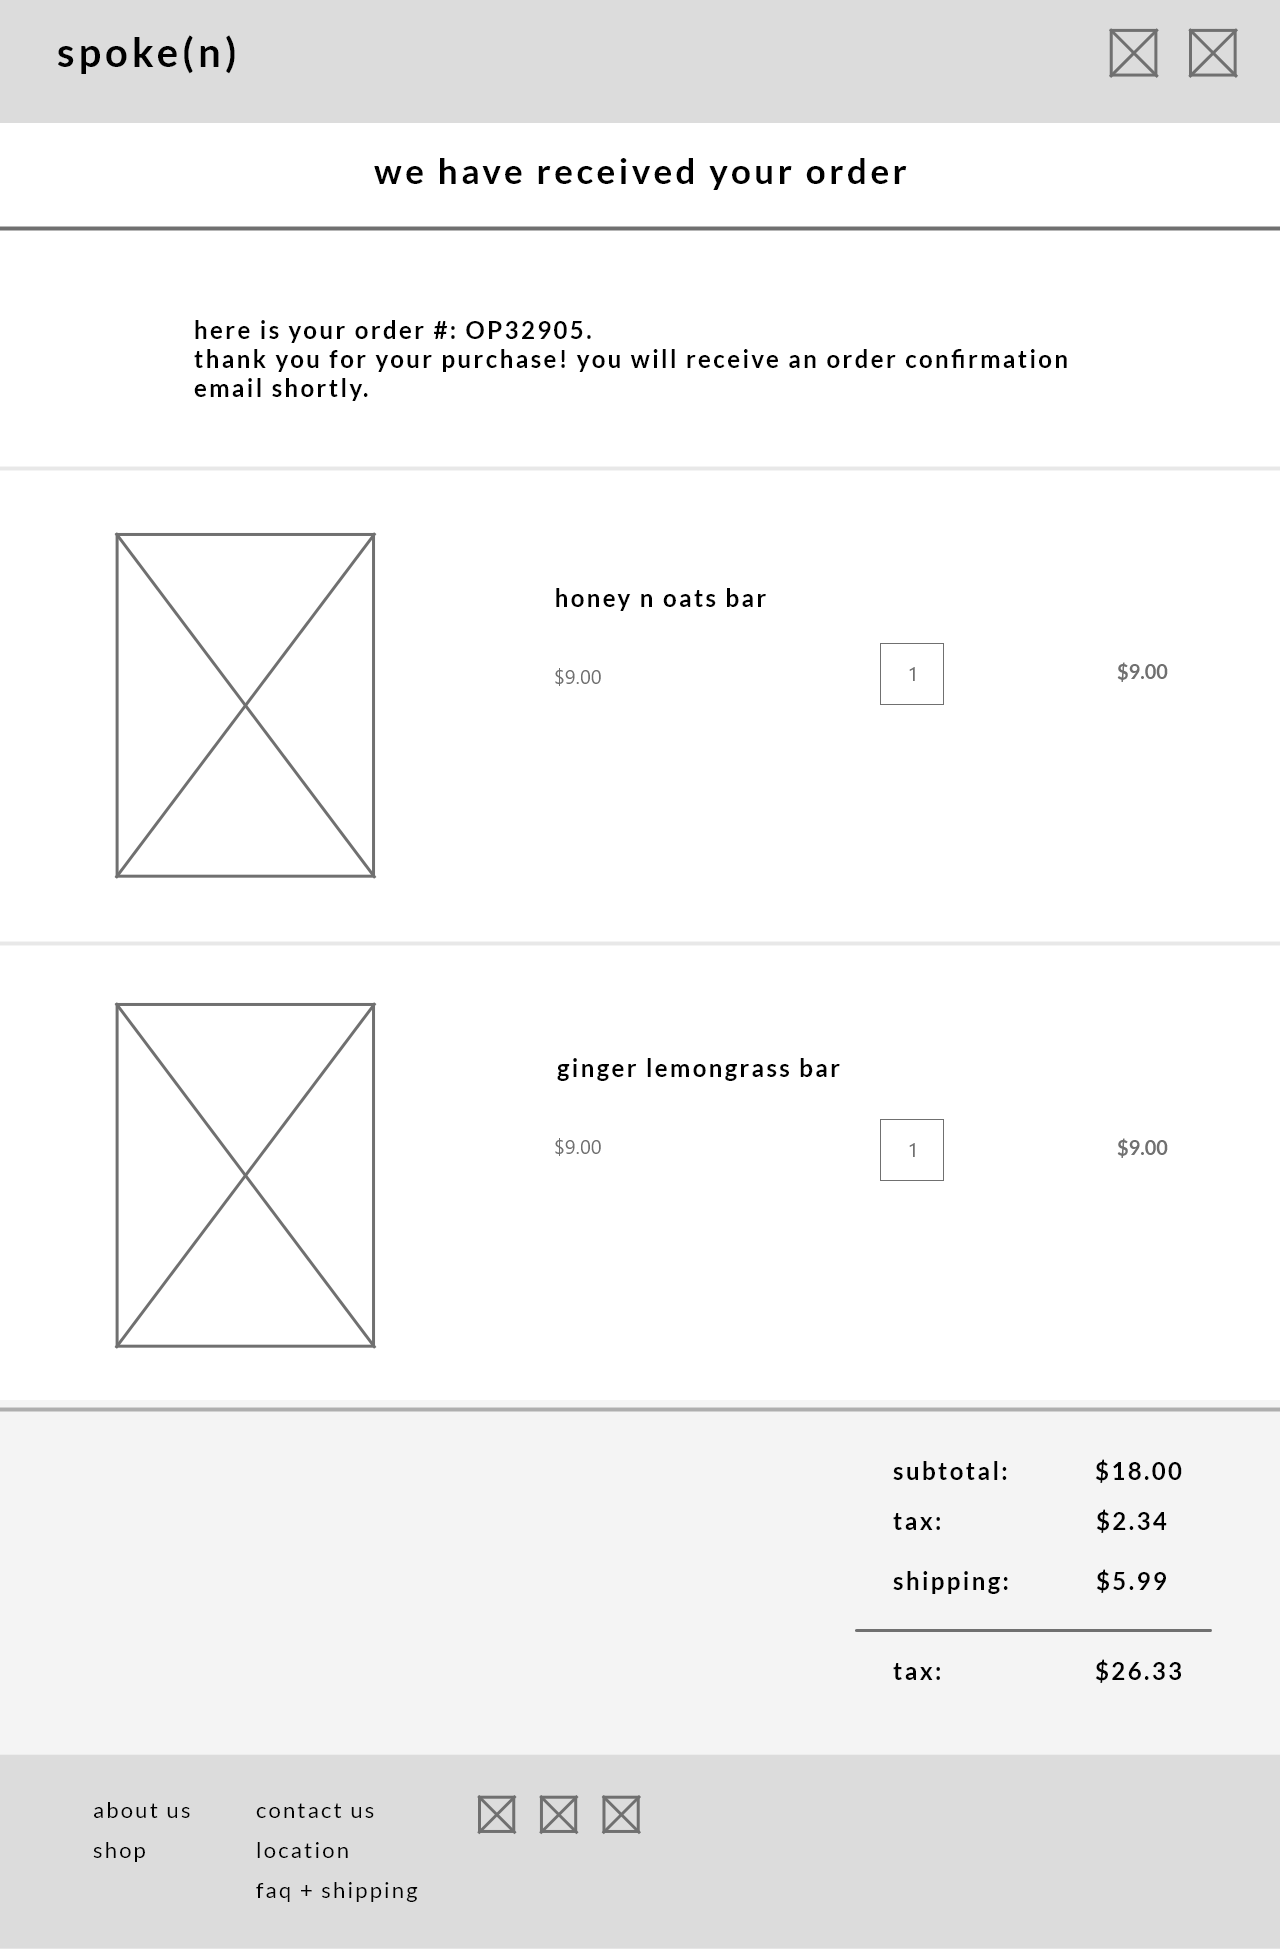 spoke(n)
we have received your order
here is your order #: OP32905.
thank you for your purchase! you will receive an order confirmation
email shortly.
honey n oats bar
$9.00 1 $9.00
ginger lemongrass bar
$9.00 1 $9.00
subtotal: $18.00
tax: $2.34
shipping: $5.99
tax: $26.33
about us contact us
shop location
faq + shipping